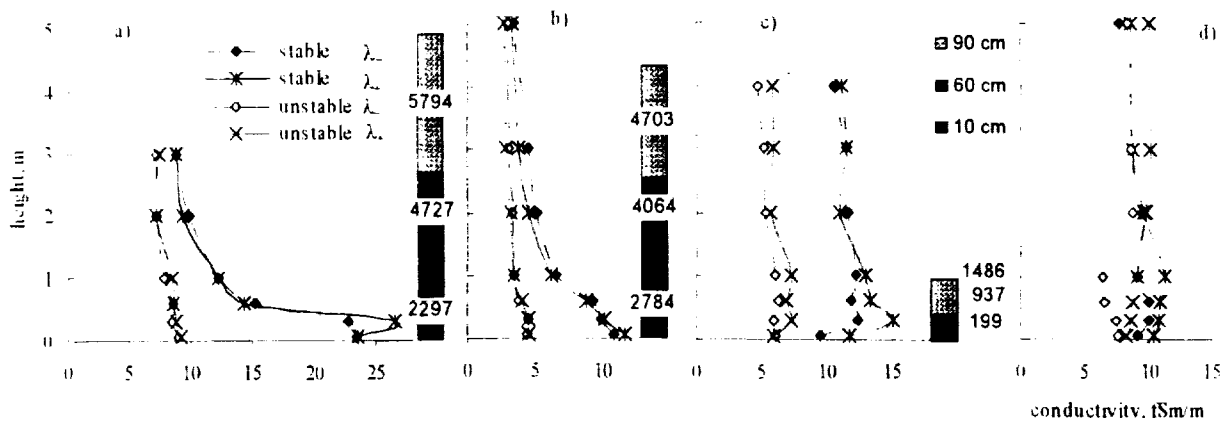 a)
b)
c)
d)
stable λ₋
stable λ₊
unstable λ₋
unstable λ₊
90 cm
60 cm
10 cm
height, m
5
4
3
2
1
0
5794
4727
2297
4703
4064
2784
1486
937
199
0 5 10 15 20 25
0 5 10
0 5 10 15
0 5 10 15
conductivity, fSm/m